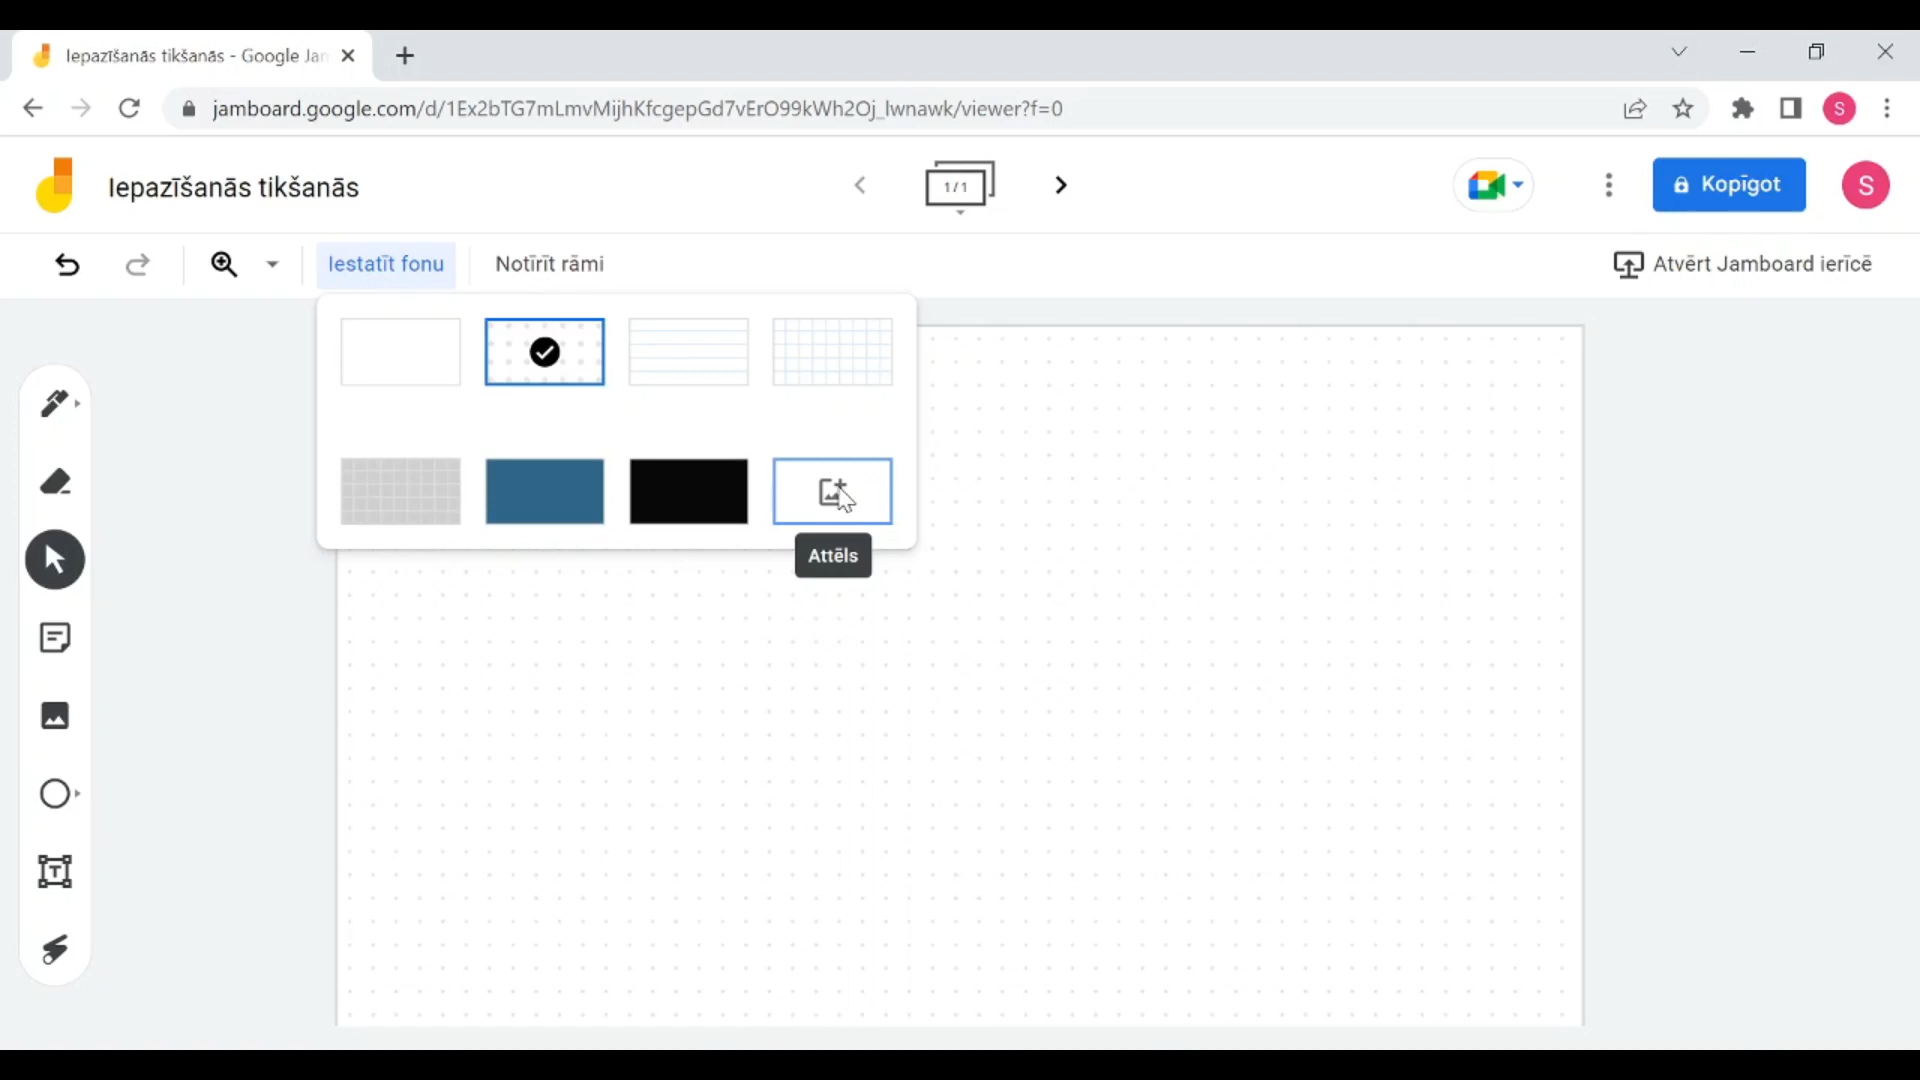 Iepazīšanās tikšanās - Google Jam
jamboard.google.com/d/1Ex2bTG7mLmvMijhKfcgepGd7vErO99kWh2Oj_lwnawk/viewer?f=0
S
Iepazīšanās tikšanās
1/1
Kopīgot
S
Iestatīt fonu
Notīrīt rāmi
Atvērt Jamboard ierīcē
Attēls